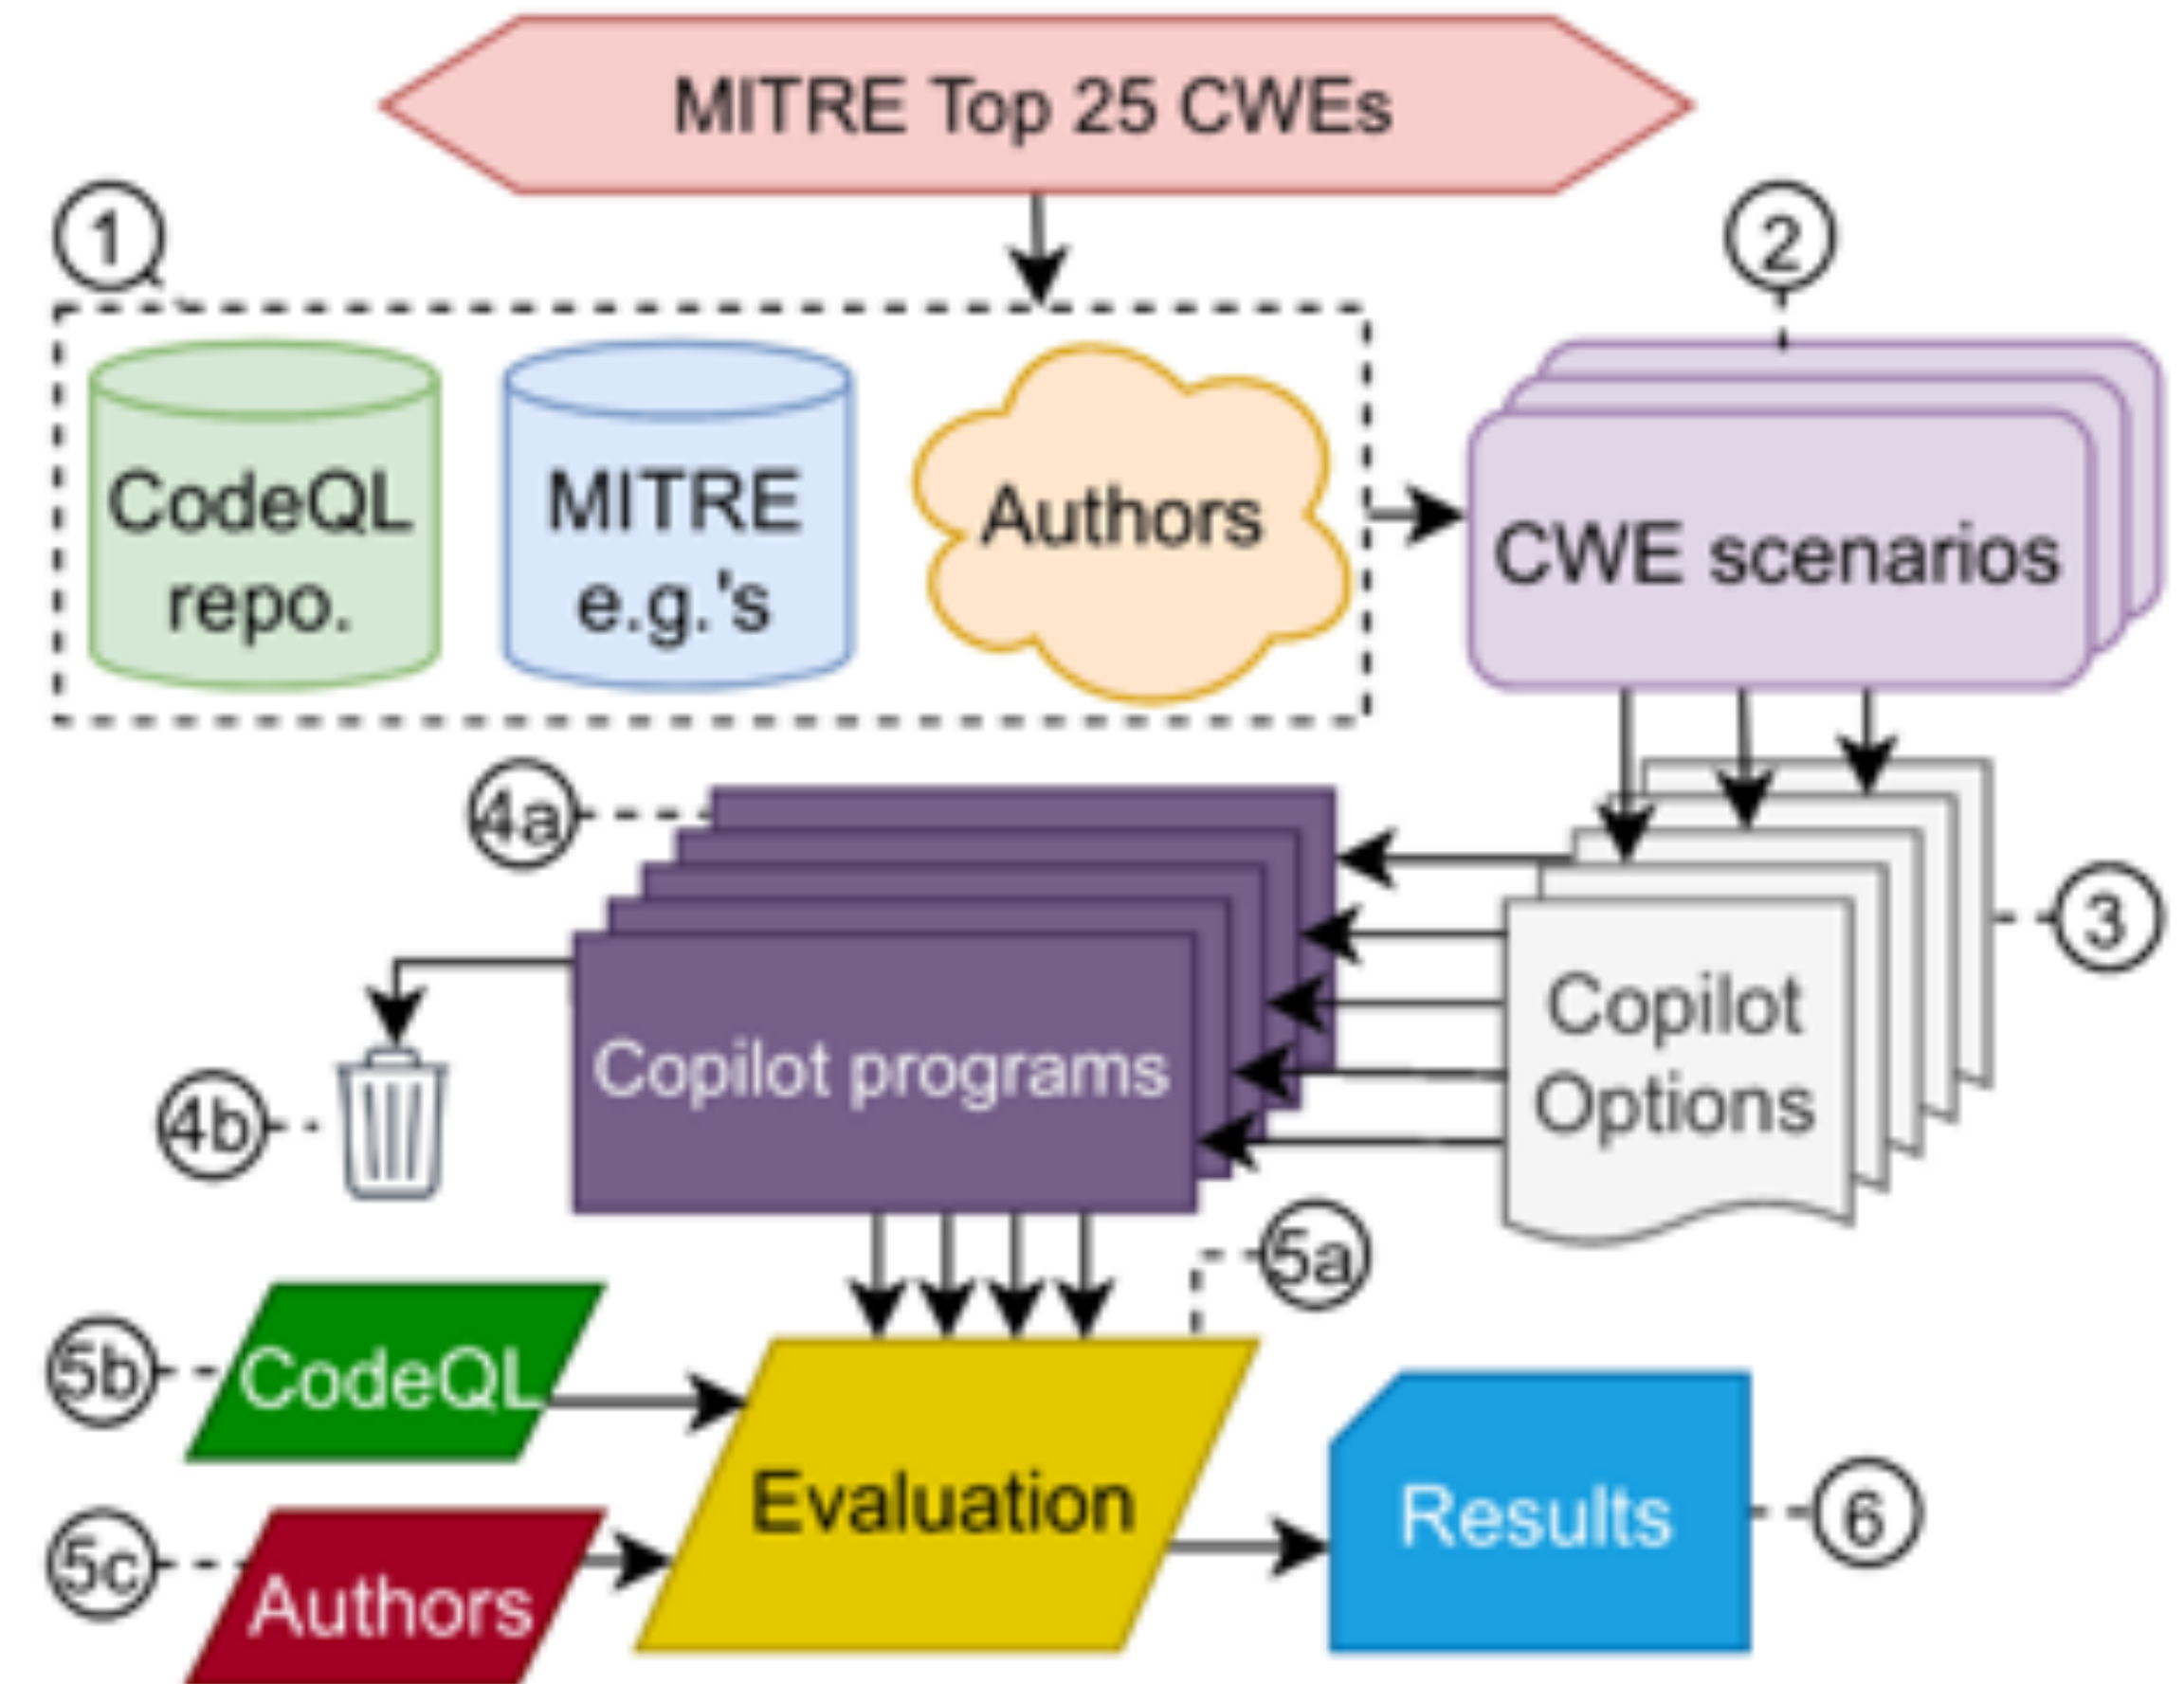 MITRE Top 25 CWEs
1
2
CodeQL
repo.
MITRE
e.g.'s
Authors
CWE scenarios
4a
3
Copilot
Options
Copilot programs
4b
5a
5b
CodeQL
Evaluation
Results
6
5c
Authors